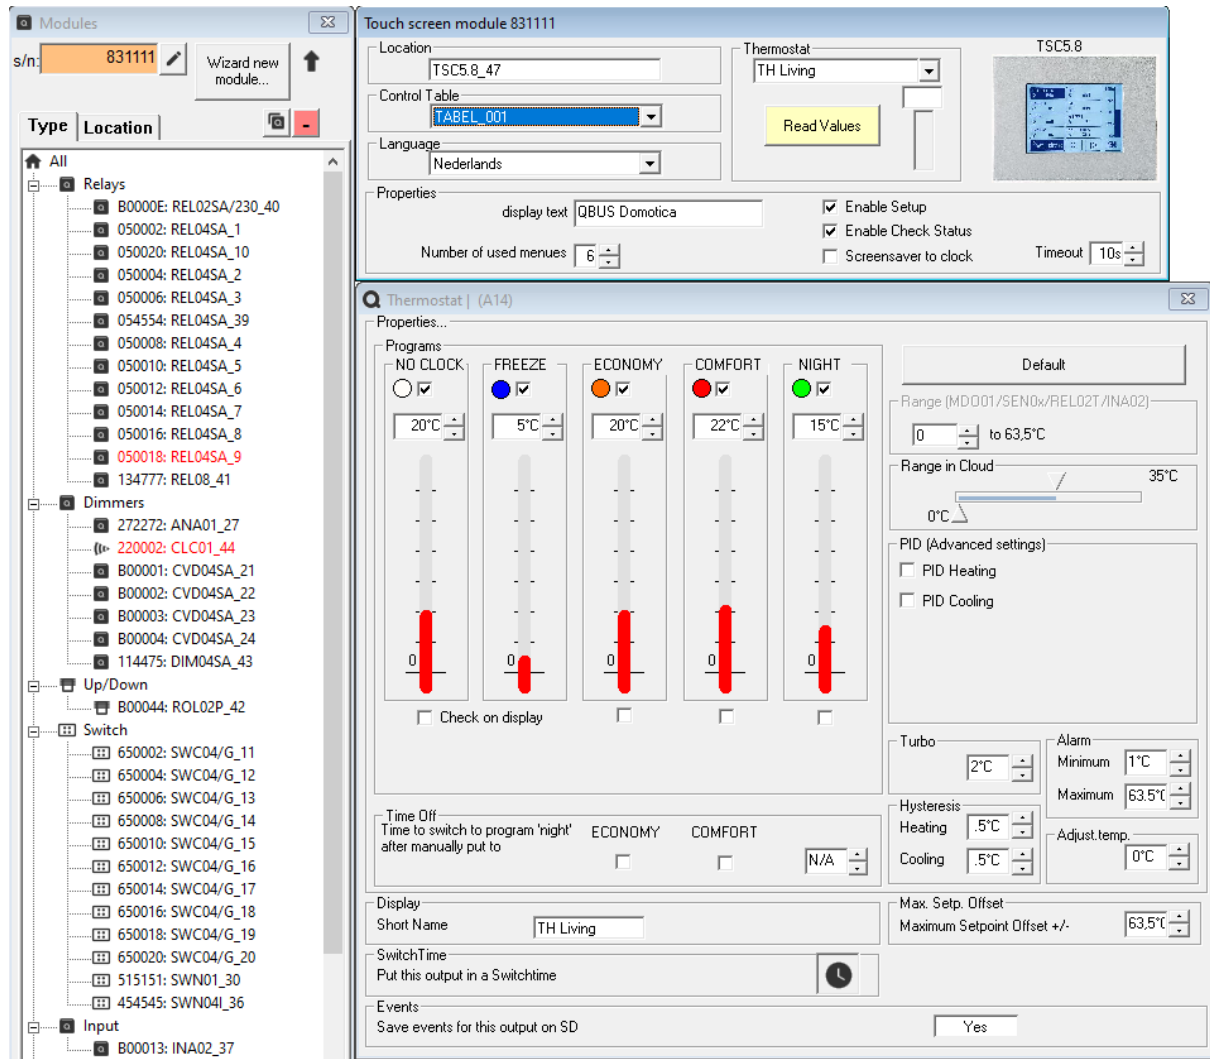 Modules
s/n: 831111
Wizard new
module...
Type
Location
-
All
Relays
B0000E: REL02SA/230_40
050002: REL04SA_1
050020: REL04SA_10
050004: REL04SA_2
050006: REL04SA_3
054554: REL04SA_39
050008: REL04SA_4
050010: REL04SA_5
050012: REL04SA_6
050014: REL04SA_7
050016: REL04SA_8
050018: REL04SA_9
134777: REL08_41
Dimmers
272272: ANA01_27
220002: CLC01_44
B00001: CVD04SA_21
B00002: CVD04SA_22
B00003: CVD04SA_23
B00004: CVD04SA_24
114475: DIM04SA_43
Up/Down
B00044: ROL02P_42
Switch
650002: SWC04/G_11
650004: SWC04/G_12
650006: SWC04/G_13
650008: SWC04/G_14
650010: SWC04/G_15
650012: SWC04/G_16
650014: SWC04/G_17
650016: SWC04/G_18
650018: SWC04/G_19
650020: SWC04/G_20
515151: SWN01_30
454545: SWN04I_36
Input
B00013: INA02_37
Touch screen module 831111
Location
TSC5.8_47
Control Table
TABEL_001
Language
Nederlands
Thermostat
TH Living
Read Values
TSC5.8
Properties
display text QBUS Domotica
Number of used menues 6
Enable Setup
Enable Check Status
Screensaver to clock
Timeout 10s
Thermostat | (A14)
Properties...
Programs
NO CLOCK FREEZE ECONOMY COMFORT NIGHT
20°C 5°C 20°C 22°C 15°C
0 0 0 0 0
Check on display
Time Off
Time to switch to program 'night'
after manually put to
ECONOMY COMFORT
N/A
Display
Short Name TH Living
SwitchTime
Put this output in a Switchtime
Events
Save events for this output on SD Yes
Default
Range (MDO01/SEN0x/REL02T/INA02)
0 to 63,5°C
Range in Cloud
35°C
0°C
PID (Advanced settings)
PID Heating
PID Cooling
Turbo
2°C
Alarm
Minimum 1°C
Maximum 63.5°C
Hysteresis
Heating .5°C
Cooling .5°C
Adjust.temp.
0°C
Max. Setp. Offset
Maximum Setpoint Offset +/- 63,5°C